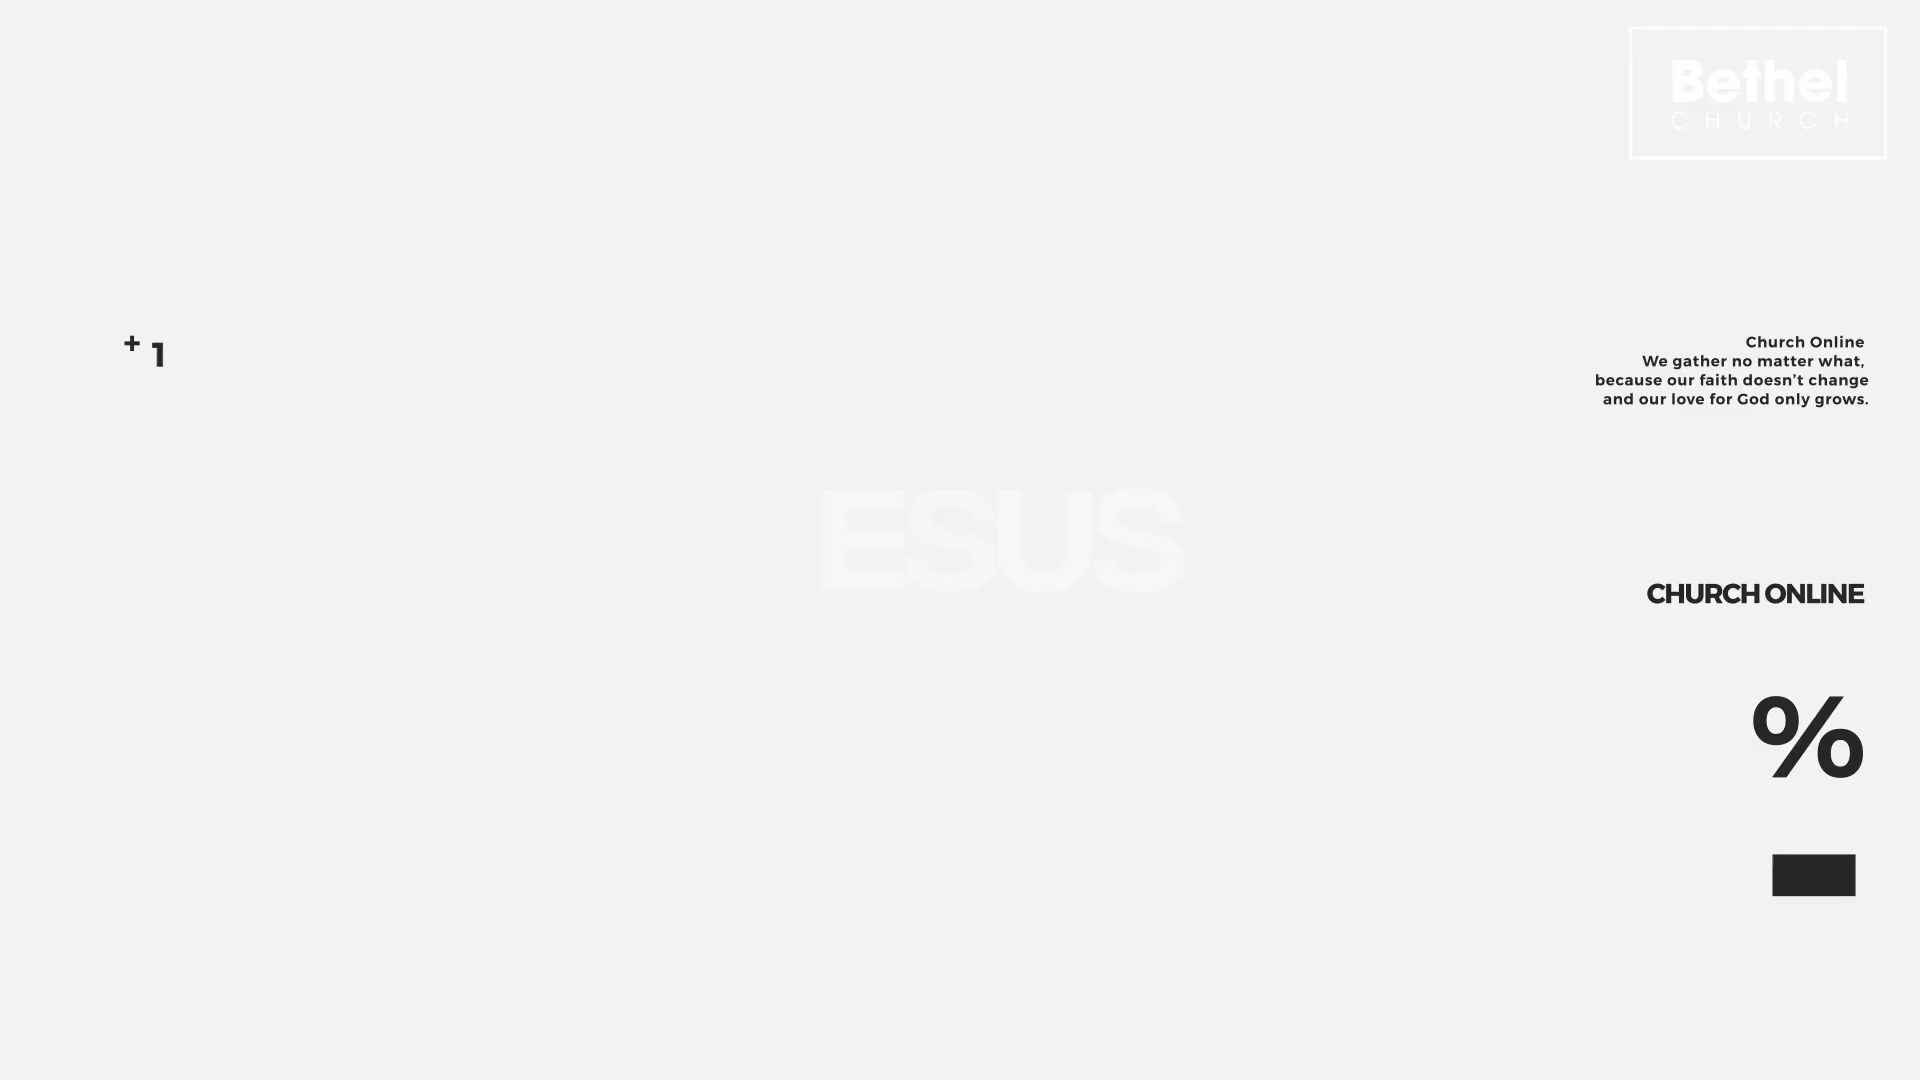 Bethel
CHURCH
+1
Church Online
We gather no matter what,
because our faith doesn't change
and our love for God only grows.
ESUS
CHURCH ONLINE
%